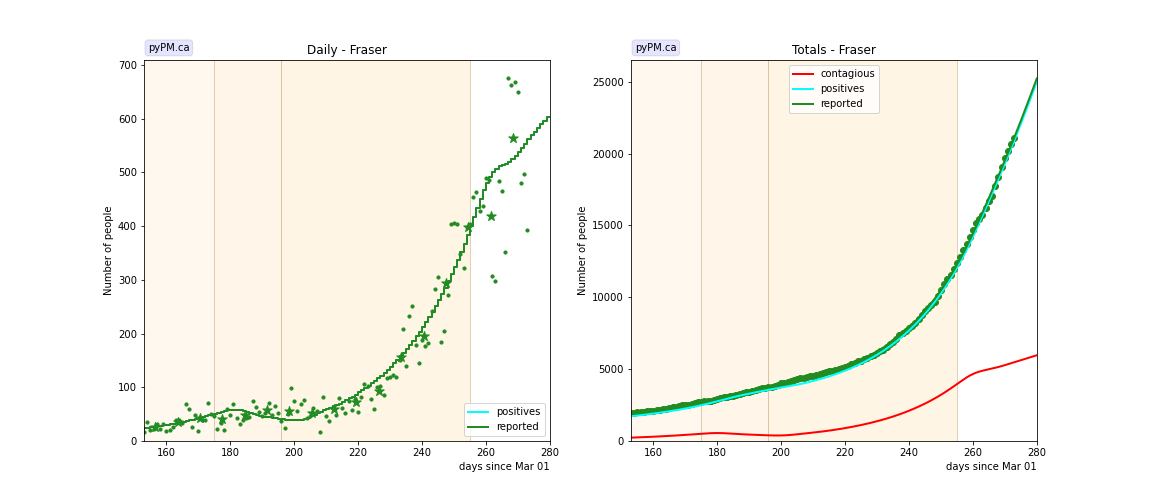 pyPM.ca
Daily - Fraser
700
600
500
400
300
200
100
0
Number of people
160
180
200
220
240
260
280
days since Mar 01
positives
reported
pyPM.ca
Totals - Fraser
25000
20000
15000
10000
5000
0
Number of people
160
180
200
220
240
260
280
days since Mar 01
contagious
positives
reported